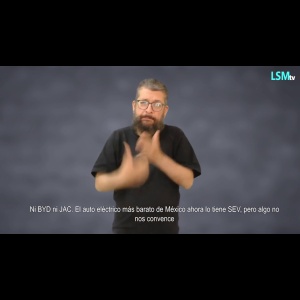 LSMtv
Ni BYD ni JAC. El auto eléctrico más barato de México ahora lo tiene SEV, pero algo no
nos convence